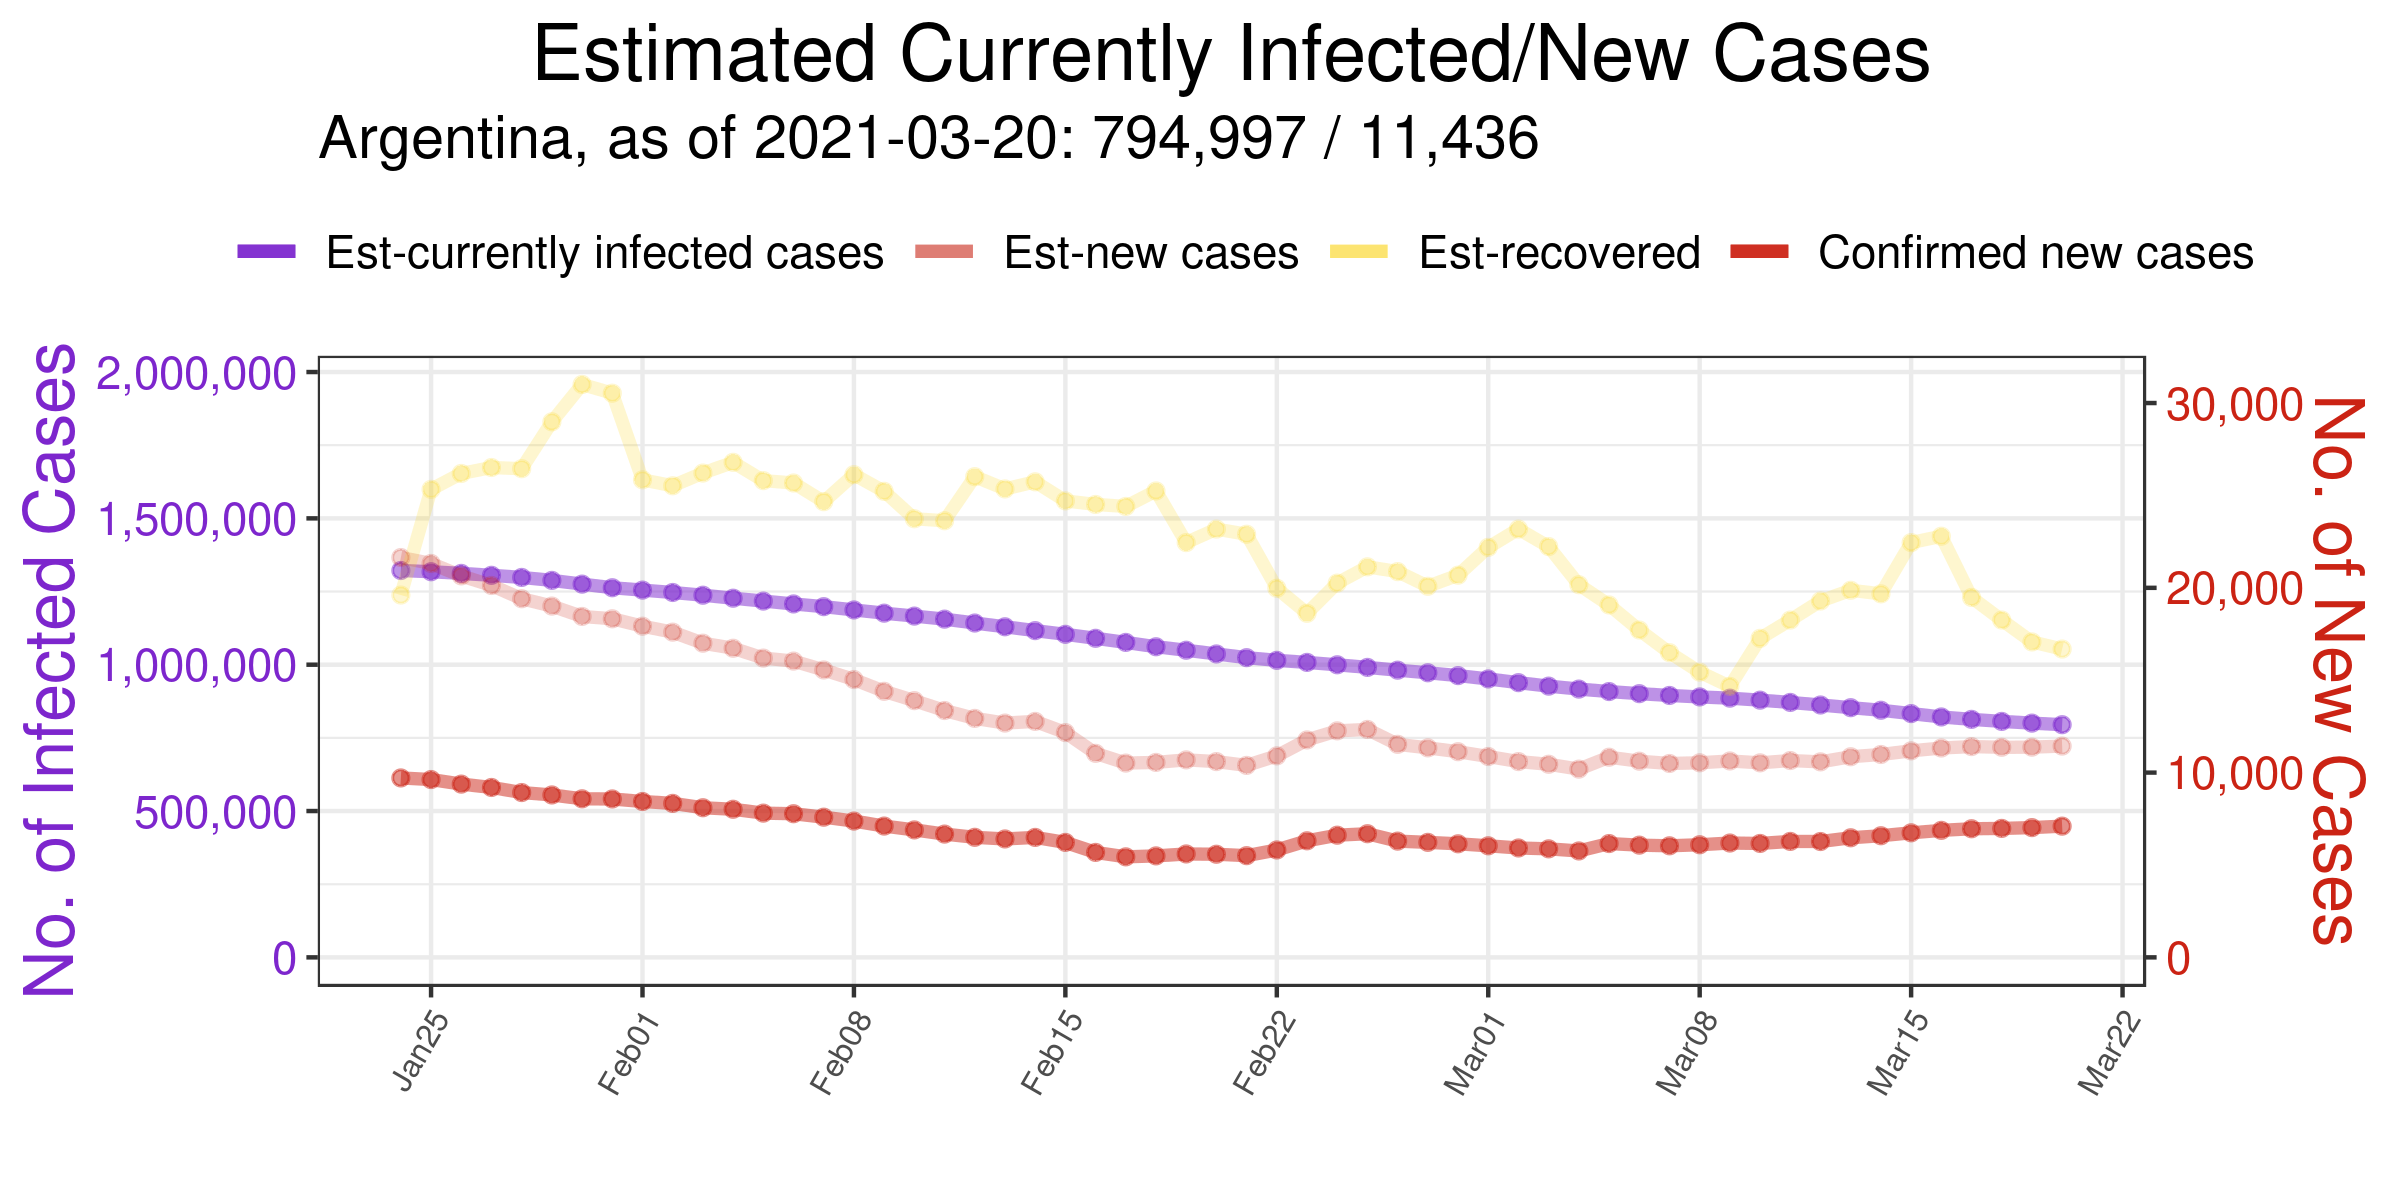 Estimated Currently Infected/New Cases
Argentina, as of 2021-03-20: 794,997 / 11,436
Est-currently infected cases Est-new cases Est-recovered Confirmed new cases
No. of Infected Cases
2,000,000
1,500,000
1,000,000
500,000
0
30,000
20,000
10,000
0
No. of New Cases
Jan25 Feb01 Feb08 Feb15 Feb22 Mar01 Mar08 Mar15 Mar22